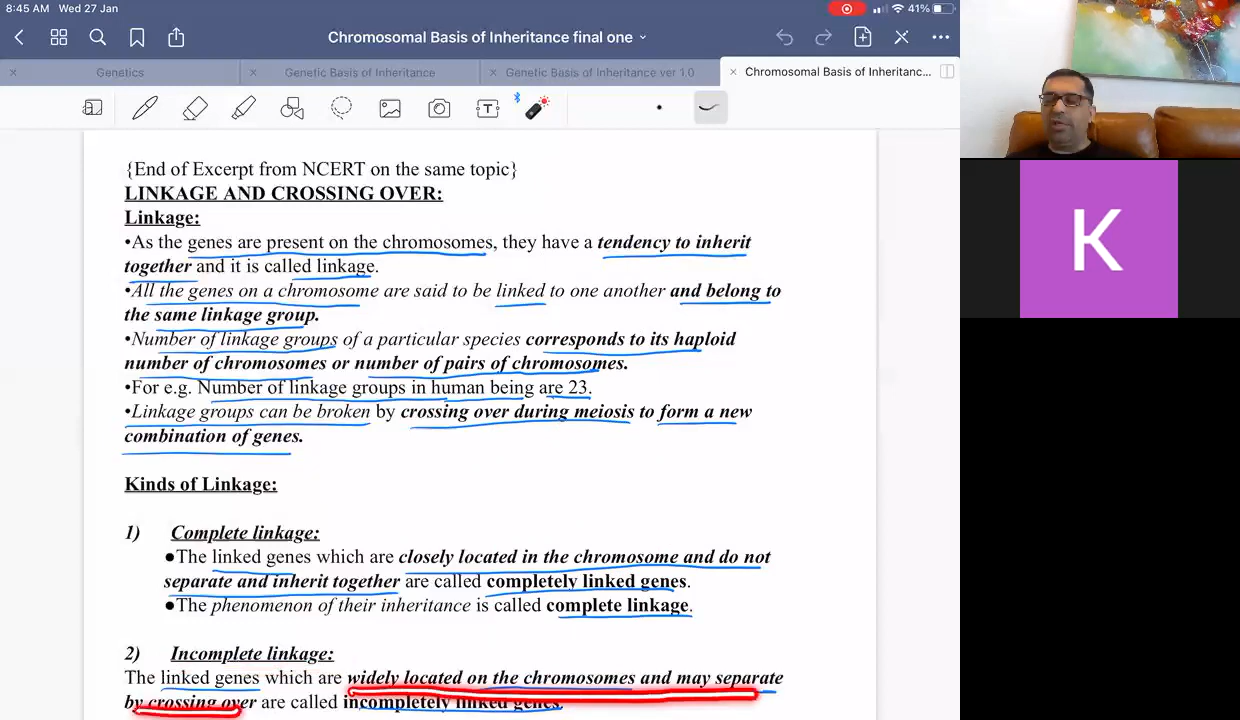 8:45 AM Wed 27 Jan
41%
Chromosomal Basis of Inheritance final one
Genetics
Genetic Basis of Inheritance
Genetic Basis of Inheritance ver 1.0
Chromosomal Basis of Inheritanc...
T
{End of Excerpt from NCERT on the same topic}
LINKAGE AND CROSSING OVER:
Linkage:
•As the genes are present on the chromosomes, they have a tendency to inherit
together and it is called linkage.
•All the genes on a chromosome are said to be linked to one another and belong to
the same linkage group.
•Number of linkage groups of a particular species corresponds to its haploid
number of chromosomes or number of pairs of chromosomes.
•For e.g. Number of linkage groups in human being are 23.
•Linkage groups can be broken by crossing over during meiosis to form a new
combination of genes.
Kinds of Linkage:
1) Complete linkage:
●The linked genes which are closely located in the chromosome and do not
separate and inherit together are called completely linked genes.
●The phenomenon of their inheritance is called complete linkage.
2) Incomplete linkage:
The linked genes which are widely located on the chromosomes and may separate
by crossing over are called incompletely linked genes.
K